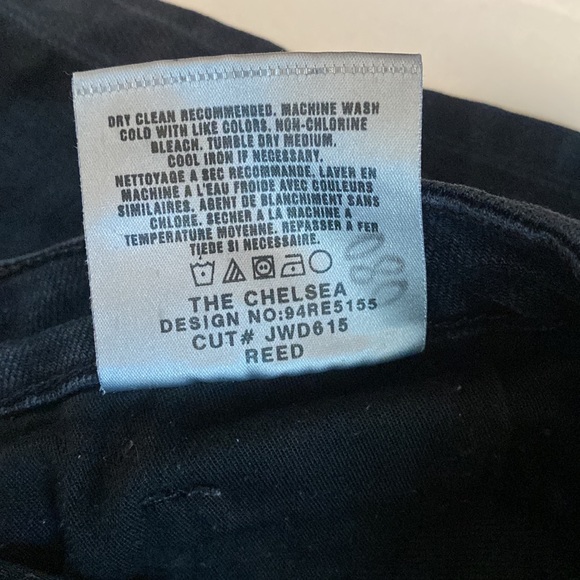 DRY CLEAN RECOMMENDED. MACHINE WASH
COLD WITH LIKE COLORS. NON-CHLORINE
BLEACH. TUMBLE DRY MEDIUM.
COOL IRON IF NECESSARY.
NETTOYAGE A SEC RECOMMANDE. LAVER EN
MACHINE A L'EAU FROIDE AVEC COULEURS
SIMILAIRES. AGENT DE BLANCHIMENT SANS
CHLORE. SECHER A LA MACHINE A
TEMPERATURE MOYENNE. REPASSER A FER
TIEDE SI NECESSAIRE.
THE CHELSEA
DESIGN NO:94RE5155
CUT# JWD615
REED